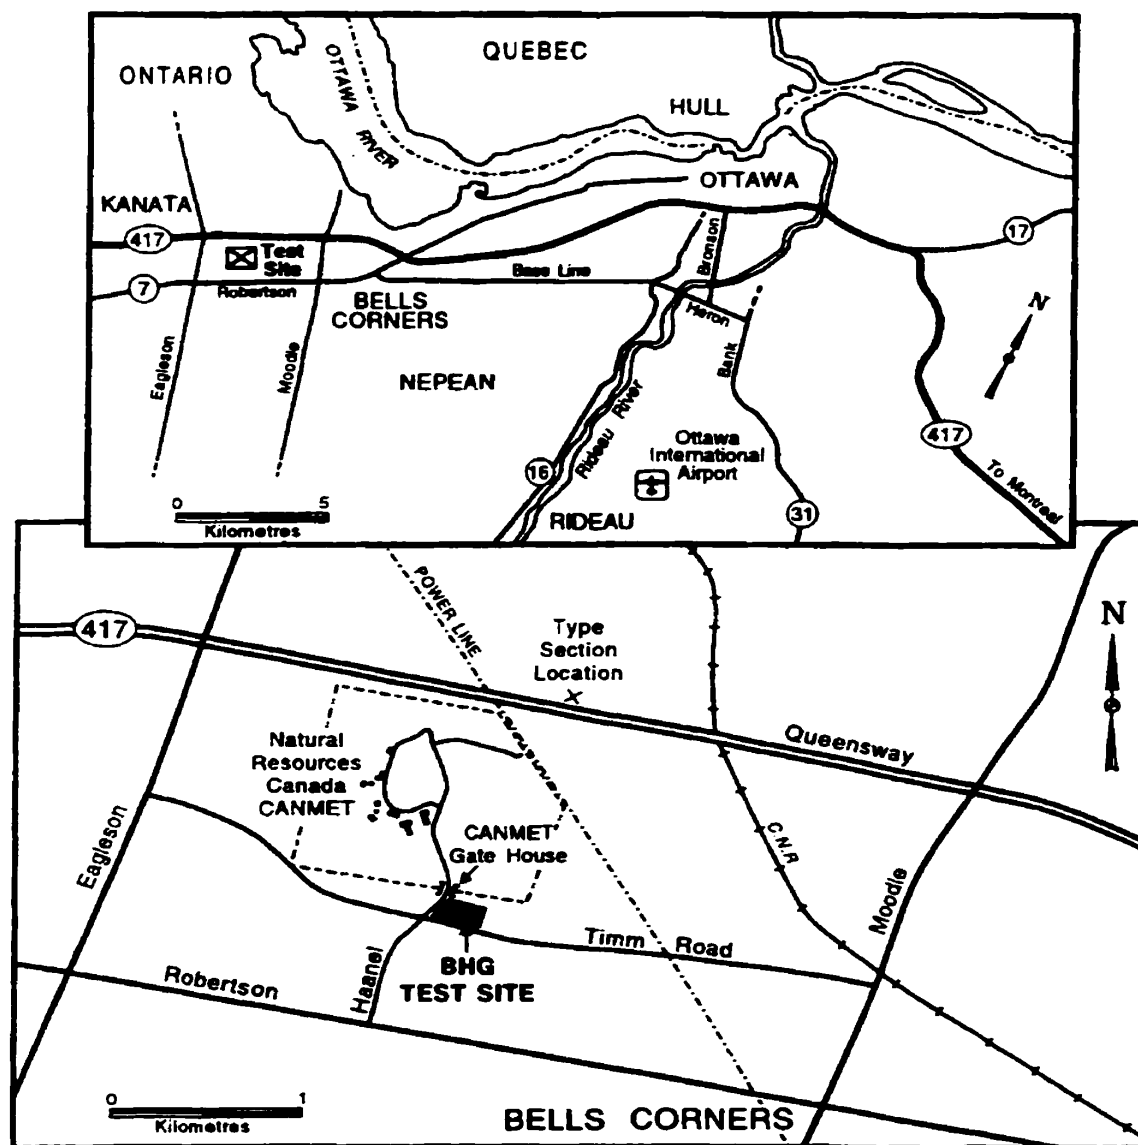 QUEBEC
ONTARIO
OTTAWA
RIVER
HULL
OTTAWA
KANATA
417
Test
Site
7
Robertson
Base Line
Bronson
17
BELLS
CORNERS
Heron
N
Eagleson
Moodie
NEPEAN
Bank
Rideau River
16
Ottawa
International
Airport
417
To Montreal
0 5
Kilometres
RIDEAU
31
417
POWER LINE
Type
Section
Location
N
Queensway
Natural
Resources
Canada
CANMET
Eagleson
CANMET
Gate House
C.N.R
Moodie
Timm Road
BHG
TEST SITE
Haanel
Robertson
0 1
Kilometres
BELLS CORNERS